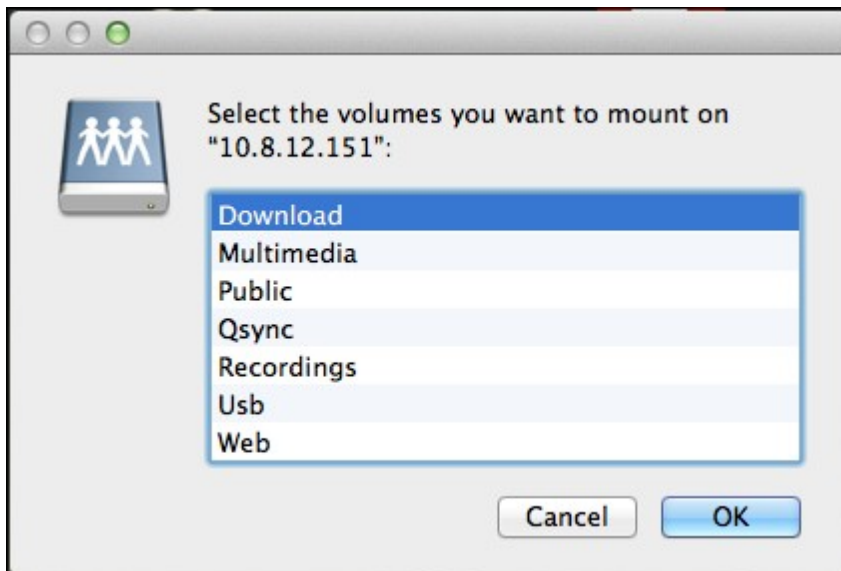 Select the volumes you want to mount on
“10.8.12.151”:
Download
Multimedia
Public
Qsync
Recordings
Usb
Web
Cancel OK